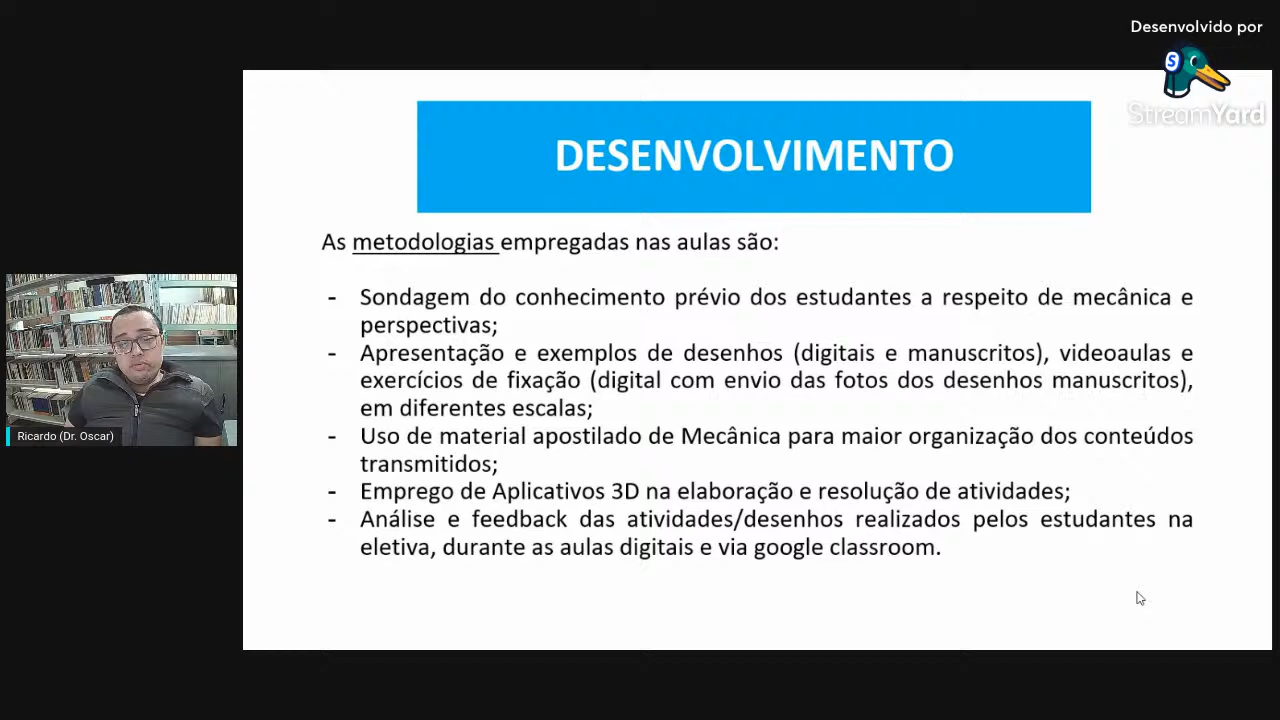 Desenvolvido por
StreamYard
DESENVOLVIMENTO
As metodologias empregadas nas aulas são:
- Sondagem do conhecimento prévio dos estudantes a respeito de mecânica e
perspectivas;
- Apresentação e exemplos de desenhos (digitais e manuscritos), videoaulas e
exercícios de fixação (digital com envio das fotos dos desenhos manuscritos),
em diferentes escalas;
- Uso de material apostilado de Mecânica para maior organização dos conteúdos
transmitidos;
- Emprego de Aplicativos 3D na elaboração e resolução de atividades;
- Análise e feedback das atividades/desenhos realizados pelos estudantes na
eletiva, durante as aulas digitais e via google classroom.
Ricardo (Dr. Oscar)